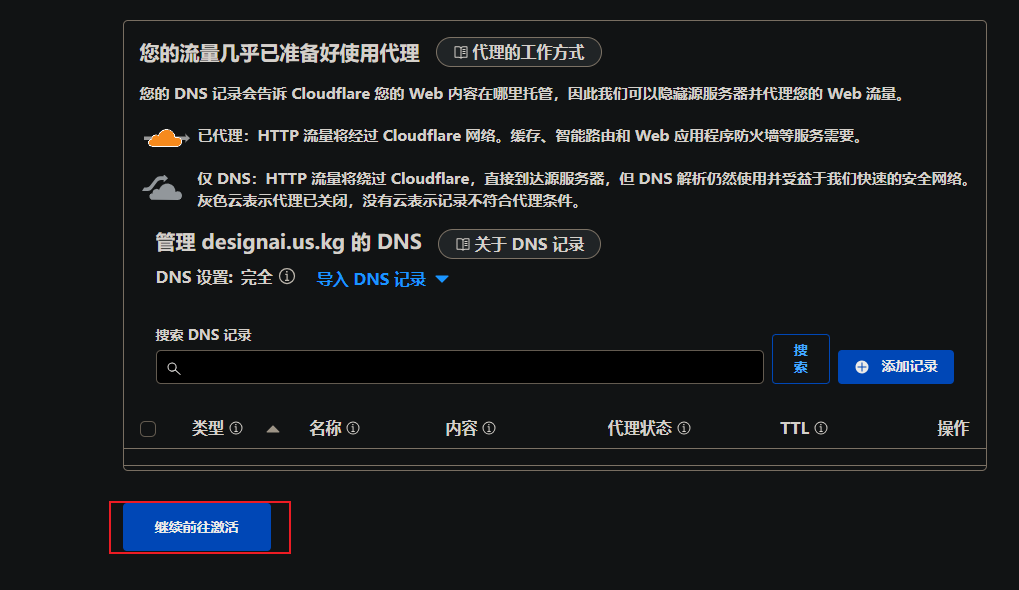 您的流量几乎已准备好使用代理 代理的工作方式
您的 DNS 记录会告诉 Cloudflare 您的 Web 内容在哪里托管，因此我们可以隐藏源服务器并代理您的 Web 流量。
已代理：HTTP 流量将经过 Cloudflare 网络。缓存、智能路由和 Web 应用程序防火墙等服务需要。
仅 DNS：HTTP 流量将绕过 Cloudflare，直接到达源服务器，但 DNS 解析仍然使用并受益于我们快速的安全网络。
灰色云表示代理已关闭，没有云表示记录不符合代理条件。
管理 designai.us.kg 的 DNS 关于 DNS 记录
DNS 设置: 完全 导入 DNS 记录
搜索 DNS 记录
搜
索
添加记录
类型 名称 内容 代理状态 TTL 操作
继续前往激活